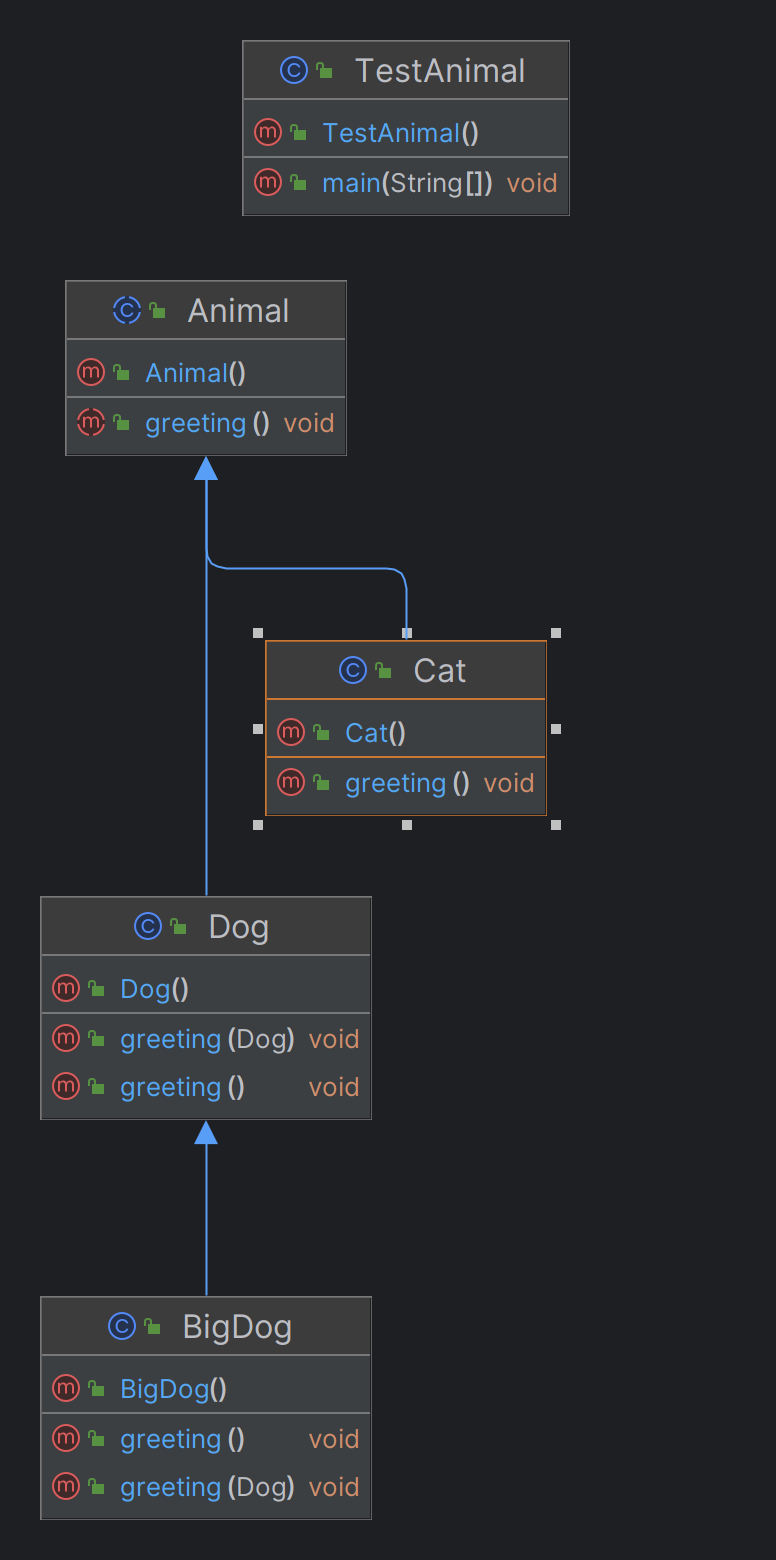 C TestAnimal
m TestAnimal()
m main(String[]) void
C Animal
m Animal()
m greeting() void
C Cat
m Cat()
m greeting() void
C Dog
m Dog()
m greeting(Dog) void
m greeting() void
C BigDog
m BigDog()
m greeting() void
m greeting(Dog) void